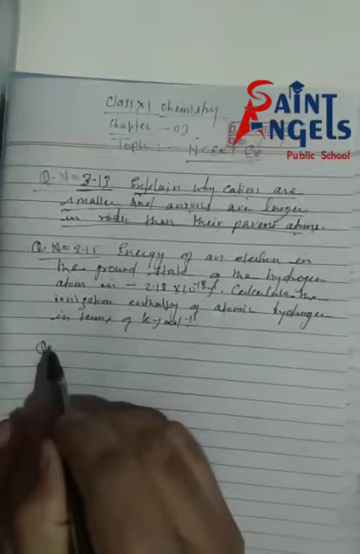 SAINT
ANGELS
Public School
Class XI Chemistry
Chapter - 03
Topic :- NCERT Ex
Q.N= 3.13 Explain why cation are
smaller and anions are larger
in radii than their parent atoms.
Q.N= 3.15 Energy of an electron in
the ground state of the hydrogen
atom is - 2.18 × 10⁻¹⁸ J. Calculate the
ionization enthalpy of atomic hydrogen
in terms of kJ mol⁻¹
Q